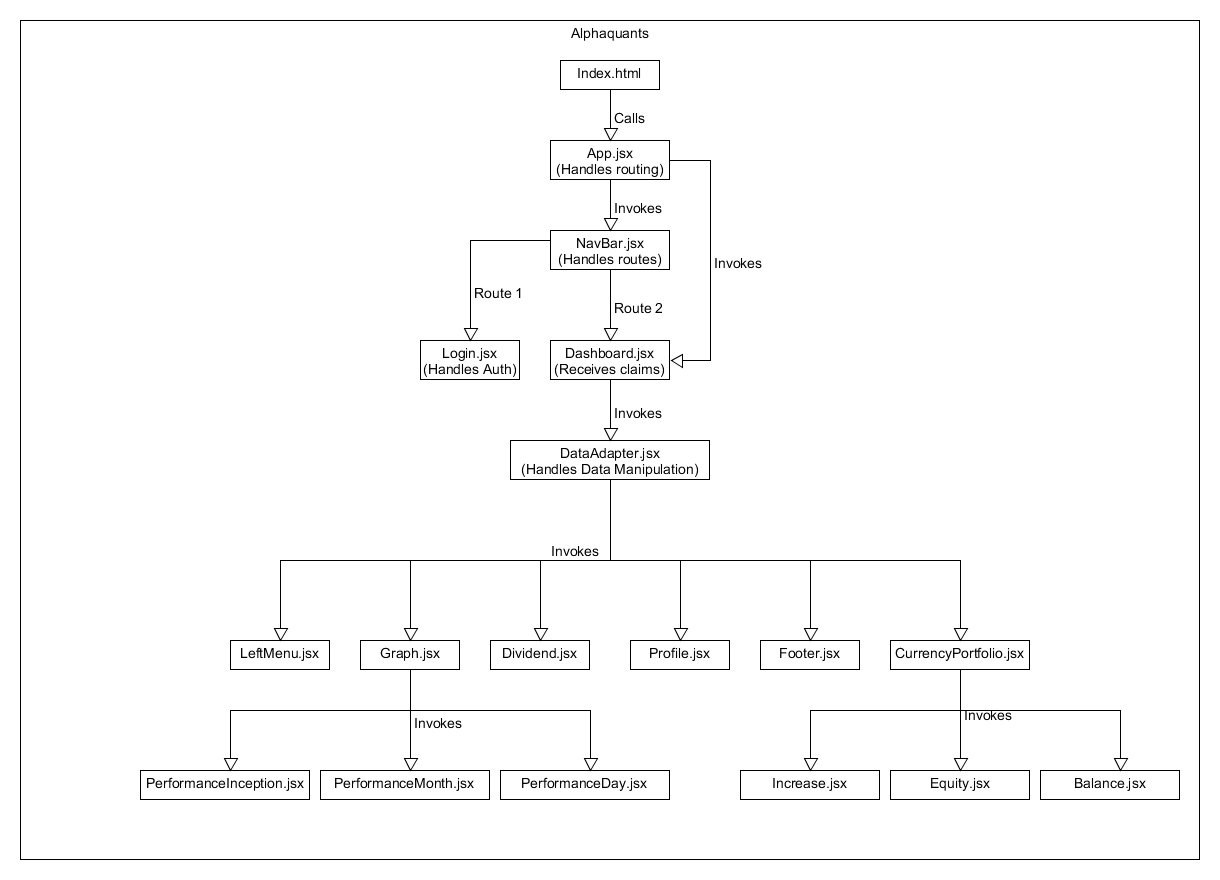 Alphaquants
Index.html
Calls
App.jsx
(Handles routing)
Invokes
NavBar.jsx
(Handles routes)
Invokes
Route 1
Route 2
Login.jsx
(Handles Auth)
Dashboard.jsx
(Receives claims)
Invokes
DataAdapter.jsx
(Handles Data Manipulation)
Invokes
LeftMenu.jsx
Graph.jsx
Dividend.jsx
Profile.jsx
Footer.jsx
CurrencyPortfolio.jsx
Invokes
Invokes
PerformanceInception.jsx
PerformanceMonth.jsx
PerformanceDay.jsx
Increase.jsx
Equity.jsx
Balance.jsx